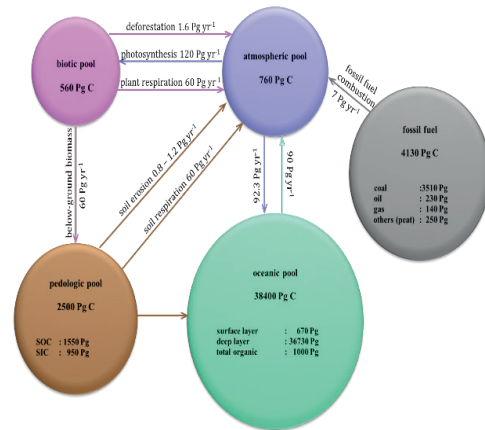 deforestation 1.6 Pg yr⁻¹
biotic pool
560 Pg C
photosynthesis 120 Pg yr⁻¹
atmospheric pool
760 Pg C
plant respiration 60 Pg yr⁻¹
fossil fuel
combustion
7 Pg yr⁻¹
fossil fuel
4130 Pg C
coal :3510 Pg
oil : 230 Pg
gas : 140 Pg
others (peat) : 250 Pg
below-ground biomass
60 Pg yr⁻¹
soil erosion 0.8 – 1.2 Pg yr⁻¹
soil respiration 60 Pg yr⁻¹
92.3 Pg yr⁻¹
90 Pg yr⁻¹
pedologic pool
2500 Pg C
SOC : 1550 Pg
SIC : 950 Pg
oceanic pool
38400 Pg C
surface layer : 670 Pg
deep layer : 36730 Pg
total organic : 1000 Pg